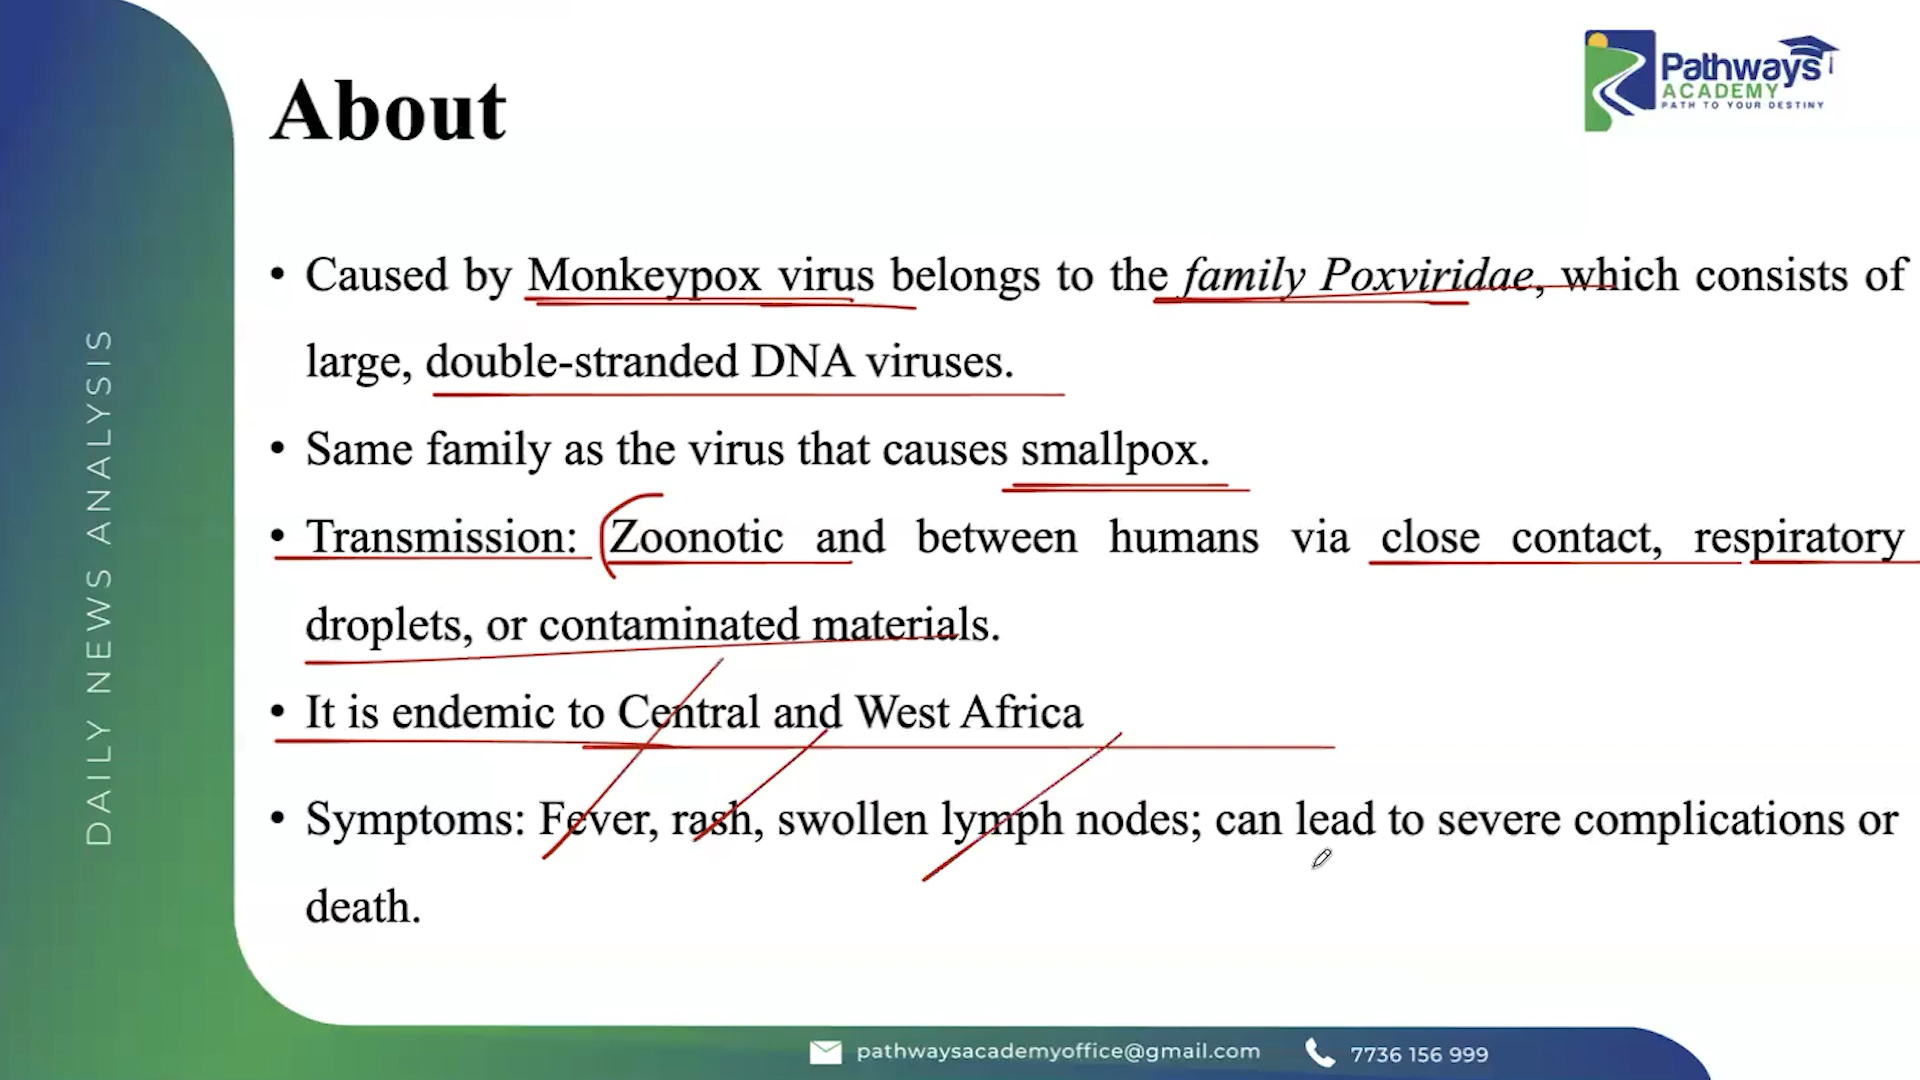 Pathways
ACADEMY
PATH TO YOUR DESTINY
About
• Caused by Monkeypox virus belongs to the family Poxviridae, which consists of
large, double-stranded DNA viruses.
• Same family as the virus that causes smallpox.
• Transmission: Zoonotic and between humans via close contact, respiratory
droplets, or contaminated materials.
• It is endemic to Central and West Africa
• Symptoms: Fever, rash, swollen lymph nodes; can lead to severe complications or
death.
DAILY NEWS ANALYSIS
pathwaysacademyoffice@gmail.com
7736 156 999